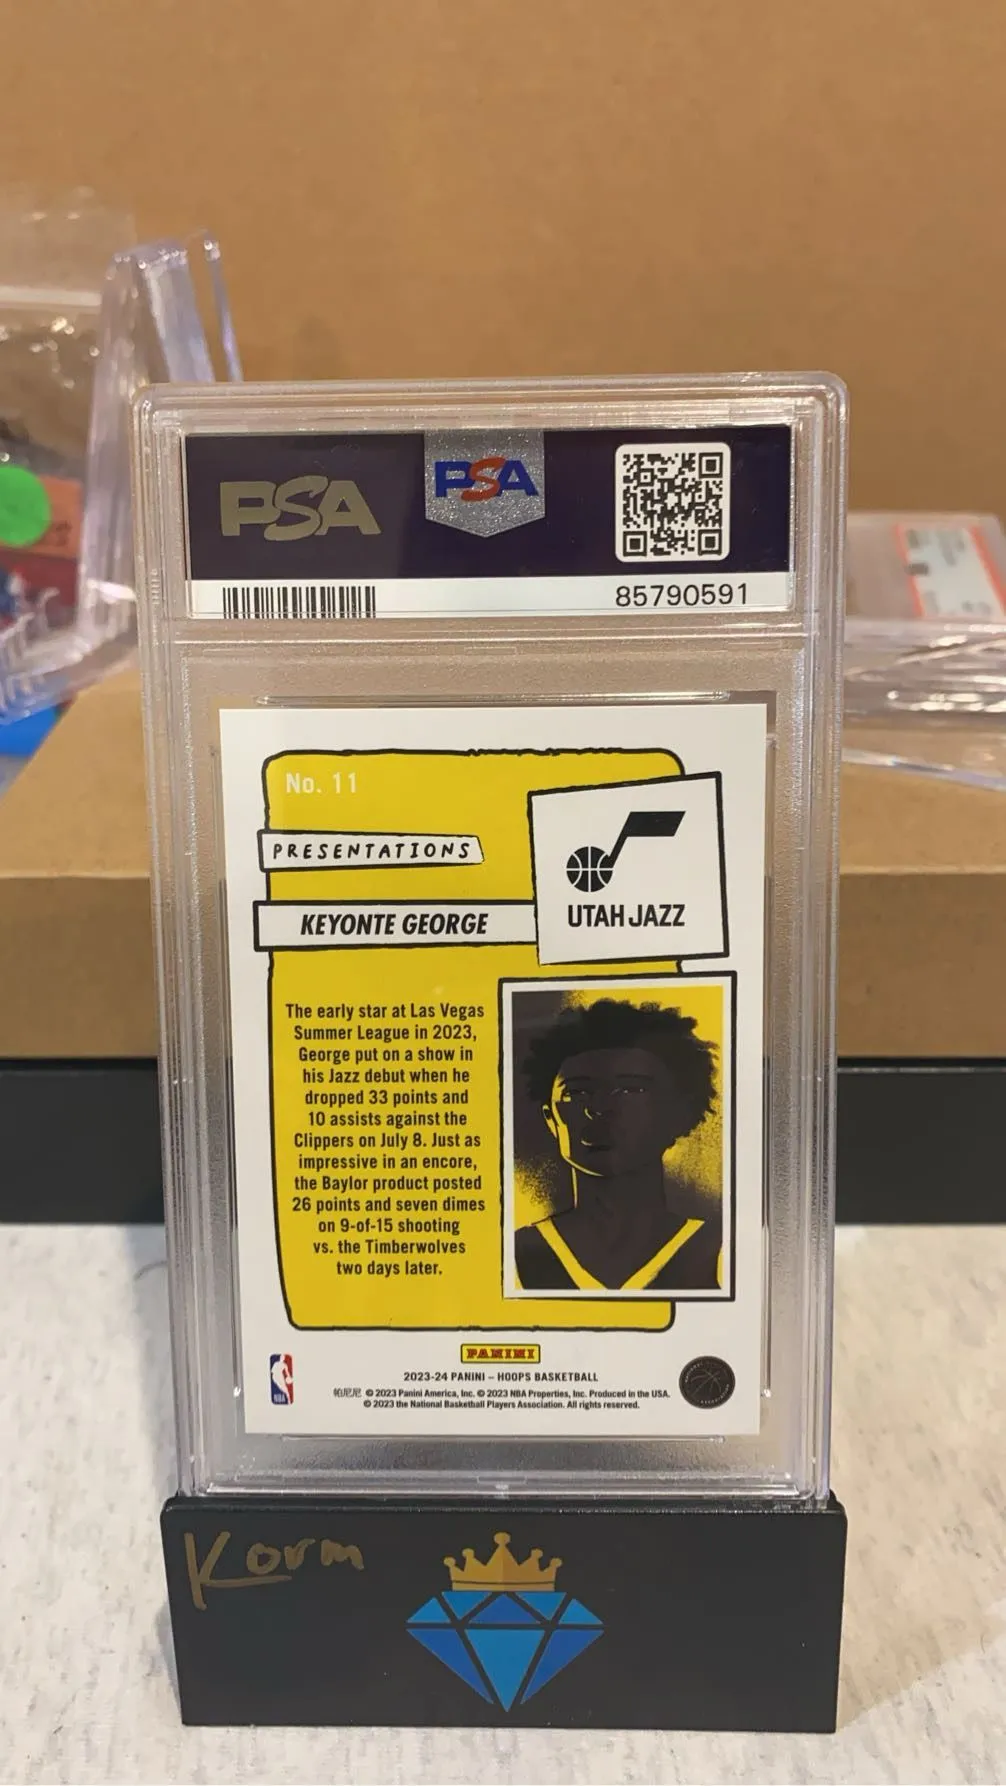 PSA
PSA
85790591
No. 11
PRESENTATIONS
KEYONTE GEORGE
UTAH JAZZ
The early star at Las Vegas
Summer League in 2023,
George put on a show in
his Jazz debut when he
dropped 33 points and
10 assists against the
Clippers on July 8. Just as
impressive in an encore,
the Baylor product posted
26 points and seven dimes
on 9-of-15 shooting
vs. the Timberwolves
two days later.
PANINI
2023-24 PANINI – HOOPS BASKETBALL
帕尼尼 © 2023 Panini America, Inc. © 2023 NBA Properties, Inc. Produced in the USA.
© 2023 the National Basketball Players Association. All rights reserved.
NBA
Korm